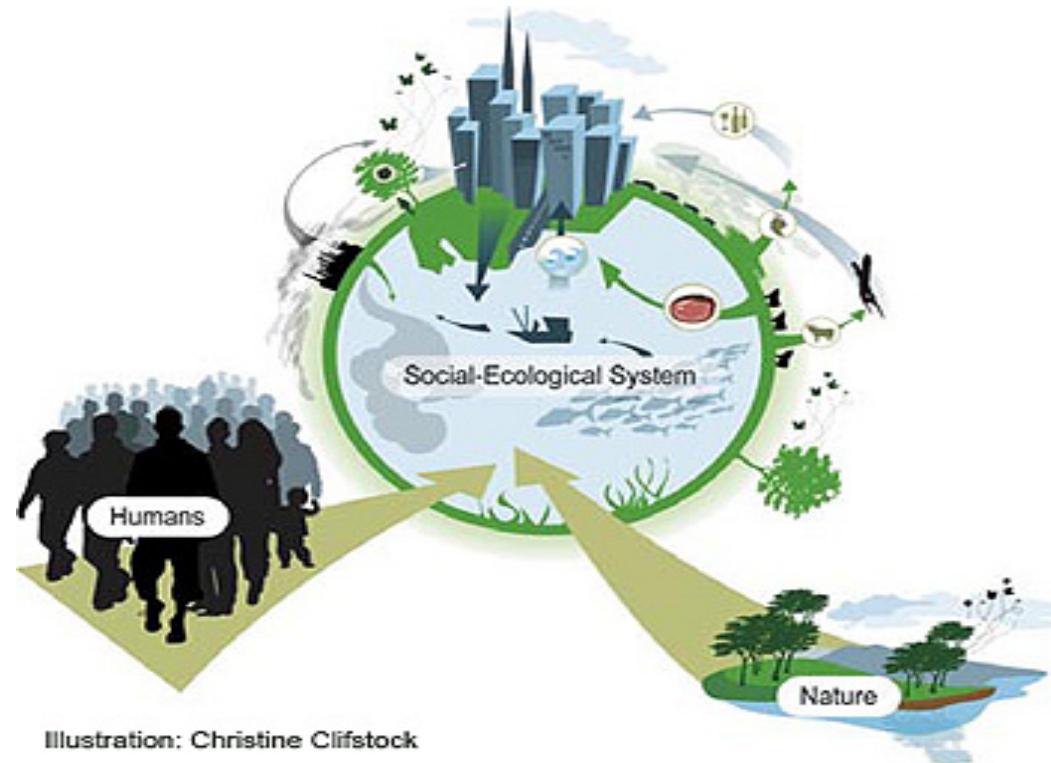 Social-Ecological System
Humans
Nature
Illustration: Christine Clifstock